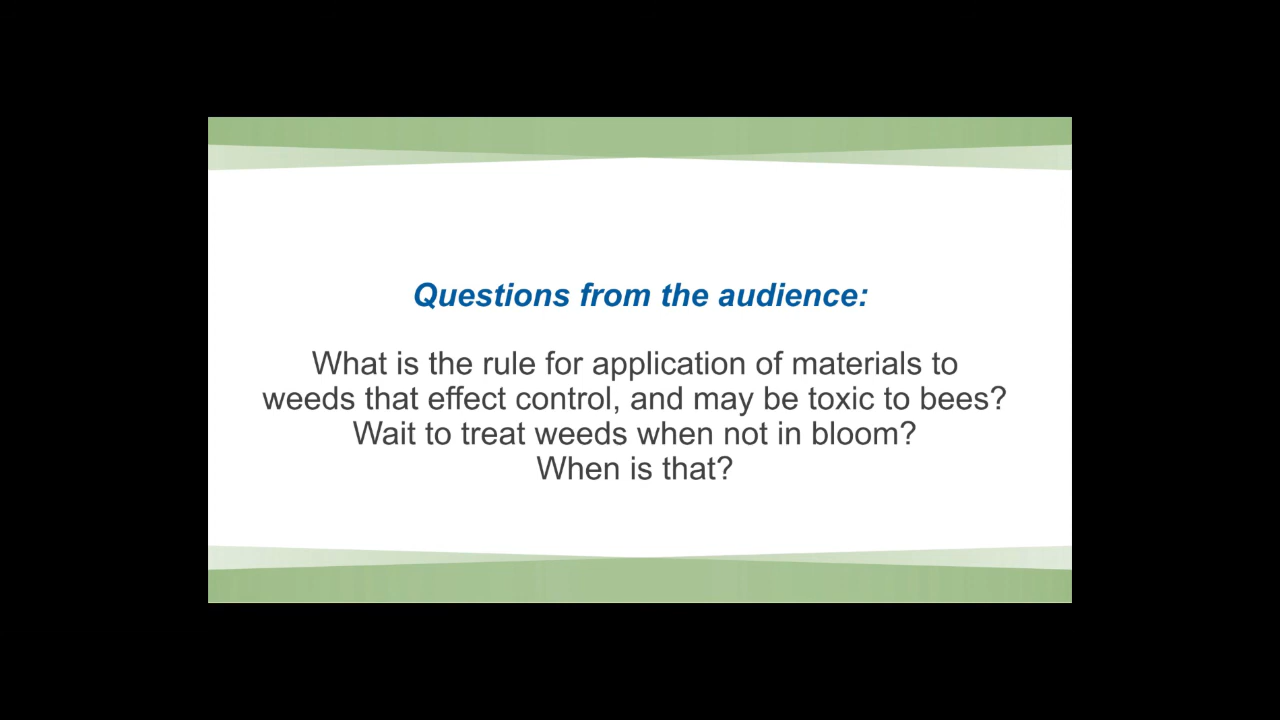 Questions from the audience:
What is the rule for application of materials to
weeds that effect control, and may be toxic to bees?
Wait to treat weeds when not in bloom?
When is that?